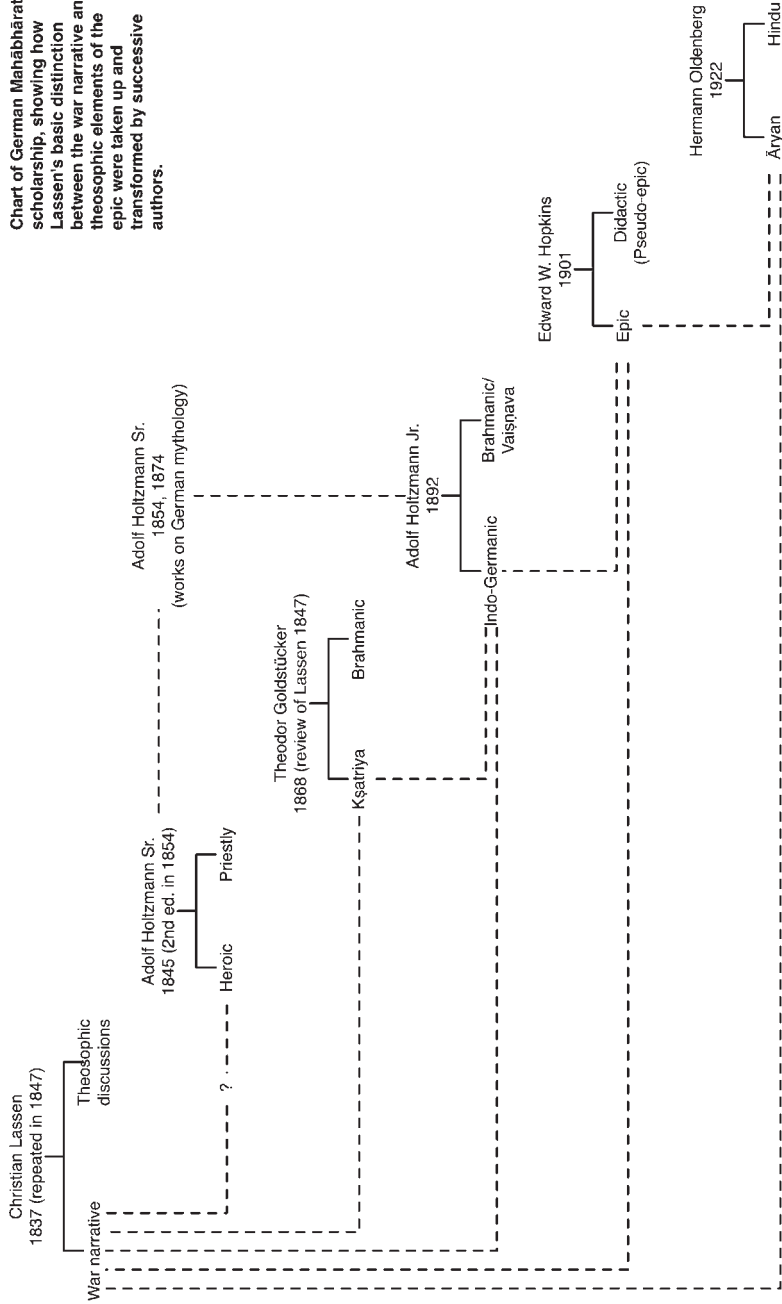 Chart of German Mahābhārat
scholarship, showing how
Lassen's basic distinction
between the war narrative an
theosophic elements of the
epic were taken up and
transformed by successive
authors.
Christian Lassen
1837 (repeated in 1847)
War narrative
Theosophic
discussions
Adolf Holtzmann Sr.
1845 (2nd ed. in 1854)
Heroic
Priestly
?
Adolf Holtzmann Sr.
1854, 1874
(works on German mythology)
Theodor Goldstücker
1868 (review of Lassen 1847)
Kṣatriya
Brahmanic
Adolf Holtzmann Jr.
1892
Indo-Germanic
Brahmanic/
Vaiṣṇava
Edward W. Hopkins
1901
Epic
Didactic
(Pseudo-epic)
Hermann Oldenberg
1922
Āryan
Hindu